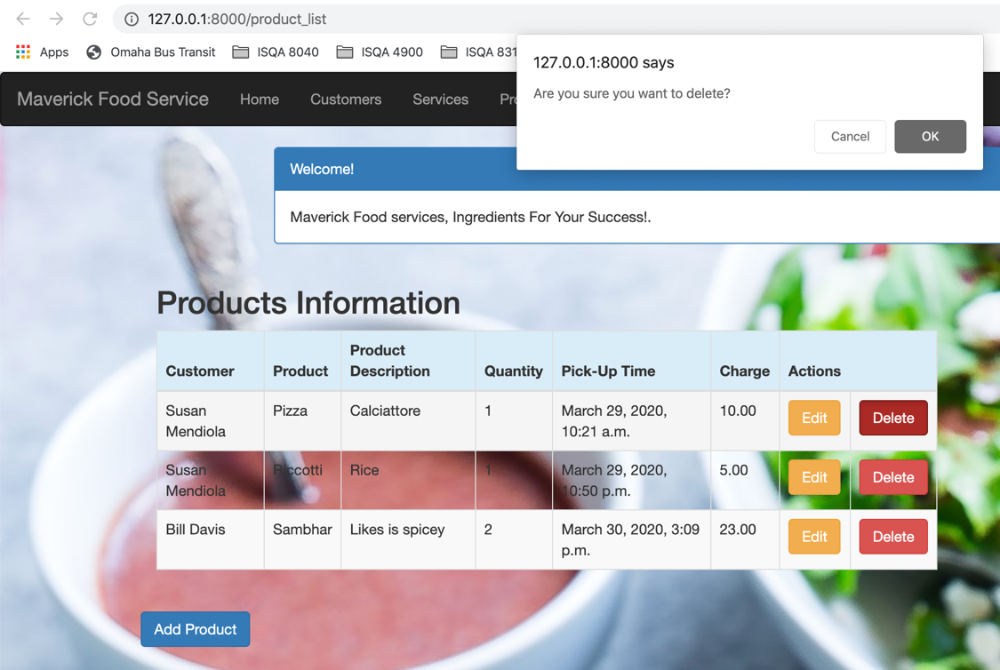 127.0.0.1:8000/product_list
Apps Omaha Bus Transit ISQA 8040 ISQA 4900 ISQA 831
127.0.0.1:8000 says
Are you sure you want to delete?
Cancel OK
Maverick Food Service Home Customers Services
Welcome!
Maverick Food services, Ingredients For Your Success!.
Products Information
Customer Product Product Description Quantity Pick-Up Time Charge Actions
Susan Mendiola Pizza Calciattore 1 March 29, 2020, 10:21 a.m. 10.00 Edit Delete
Susan Mendiola Riccotti Rice 1 March 29, 2020, 10:50 p.m. 5.00 Edit Delete
Bill Davis Sambhar Likes is spicey 2 March 30, 2020, 3:09 p.m. 23.00 Edit Delete
Add Product